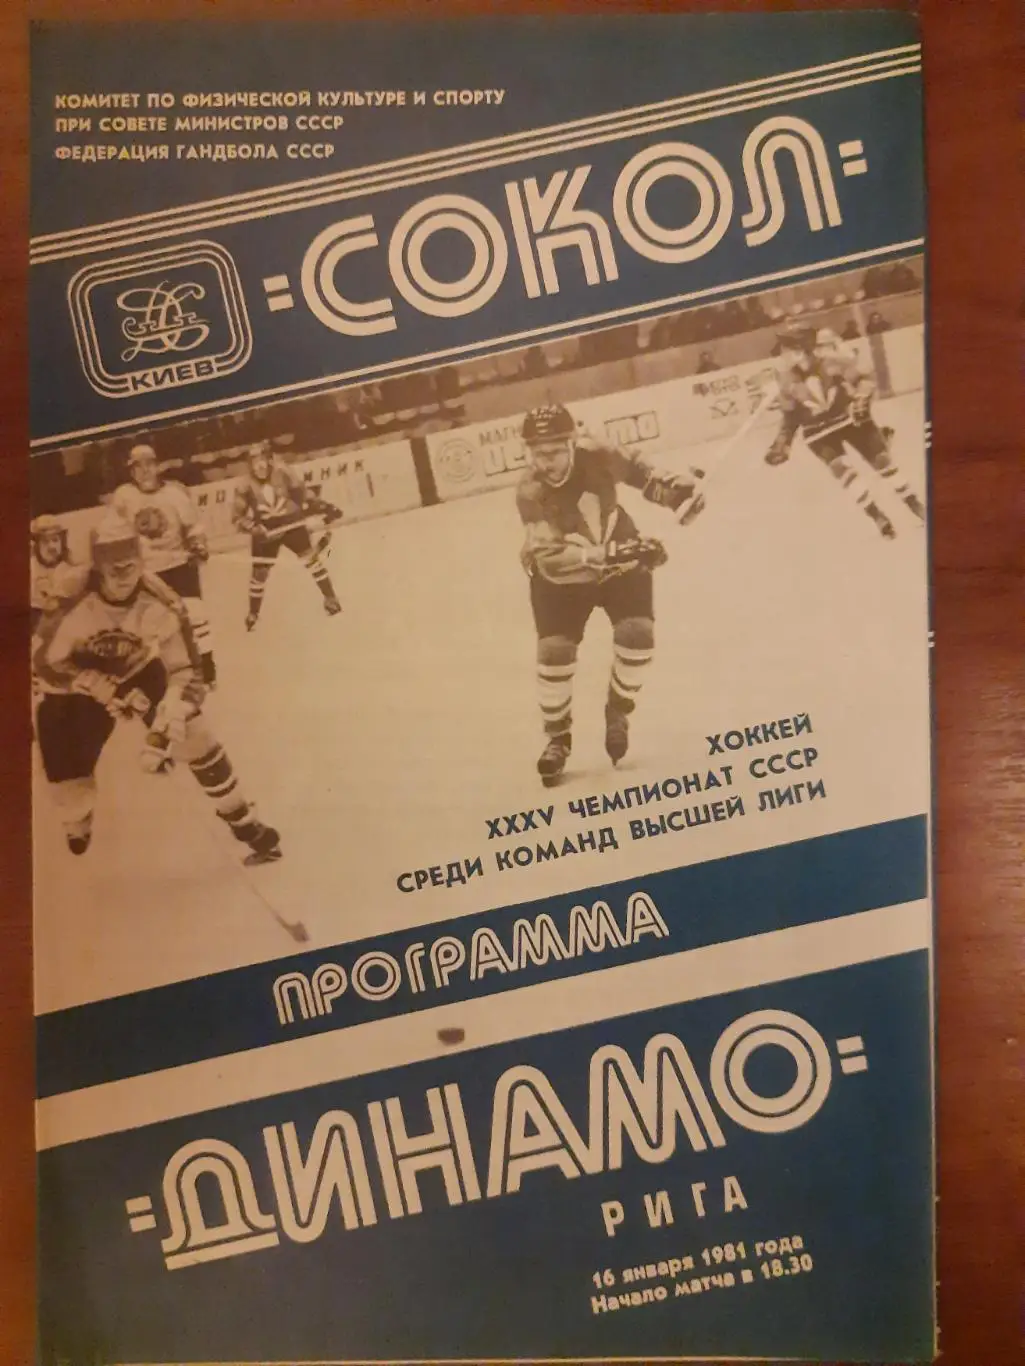 КОМИТЕТ ПО ФИЗИЧЕСКОЙ КУЛЬТУРЕ И СПОРТУ
ПРИ СОВЕТЕ МИНИСТРОВ СССР
ФЕДЕРАЦИЯ ГАНДБОЛА СССР
"СОКОЛ"
КИЕВ
МАГН
ХОККЕЙ
XXXV ЧЕМПИОНАТ СССР
СРЕДИ КОМАНД ВЫСШЕЙ ЛИГИ
ПРОГРАММА
"ДИНАМО"
РИГА
16 января 1981 года
Начало матча в 18.30